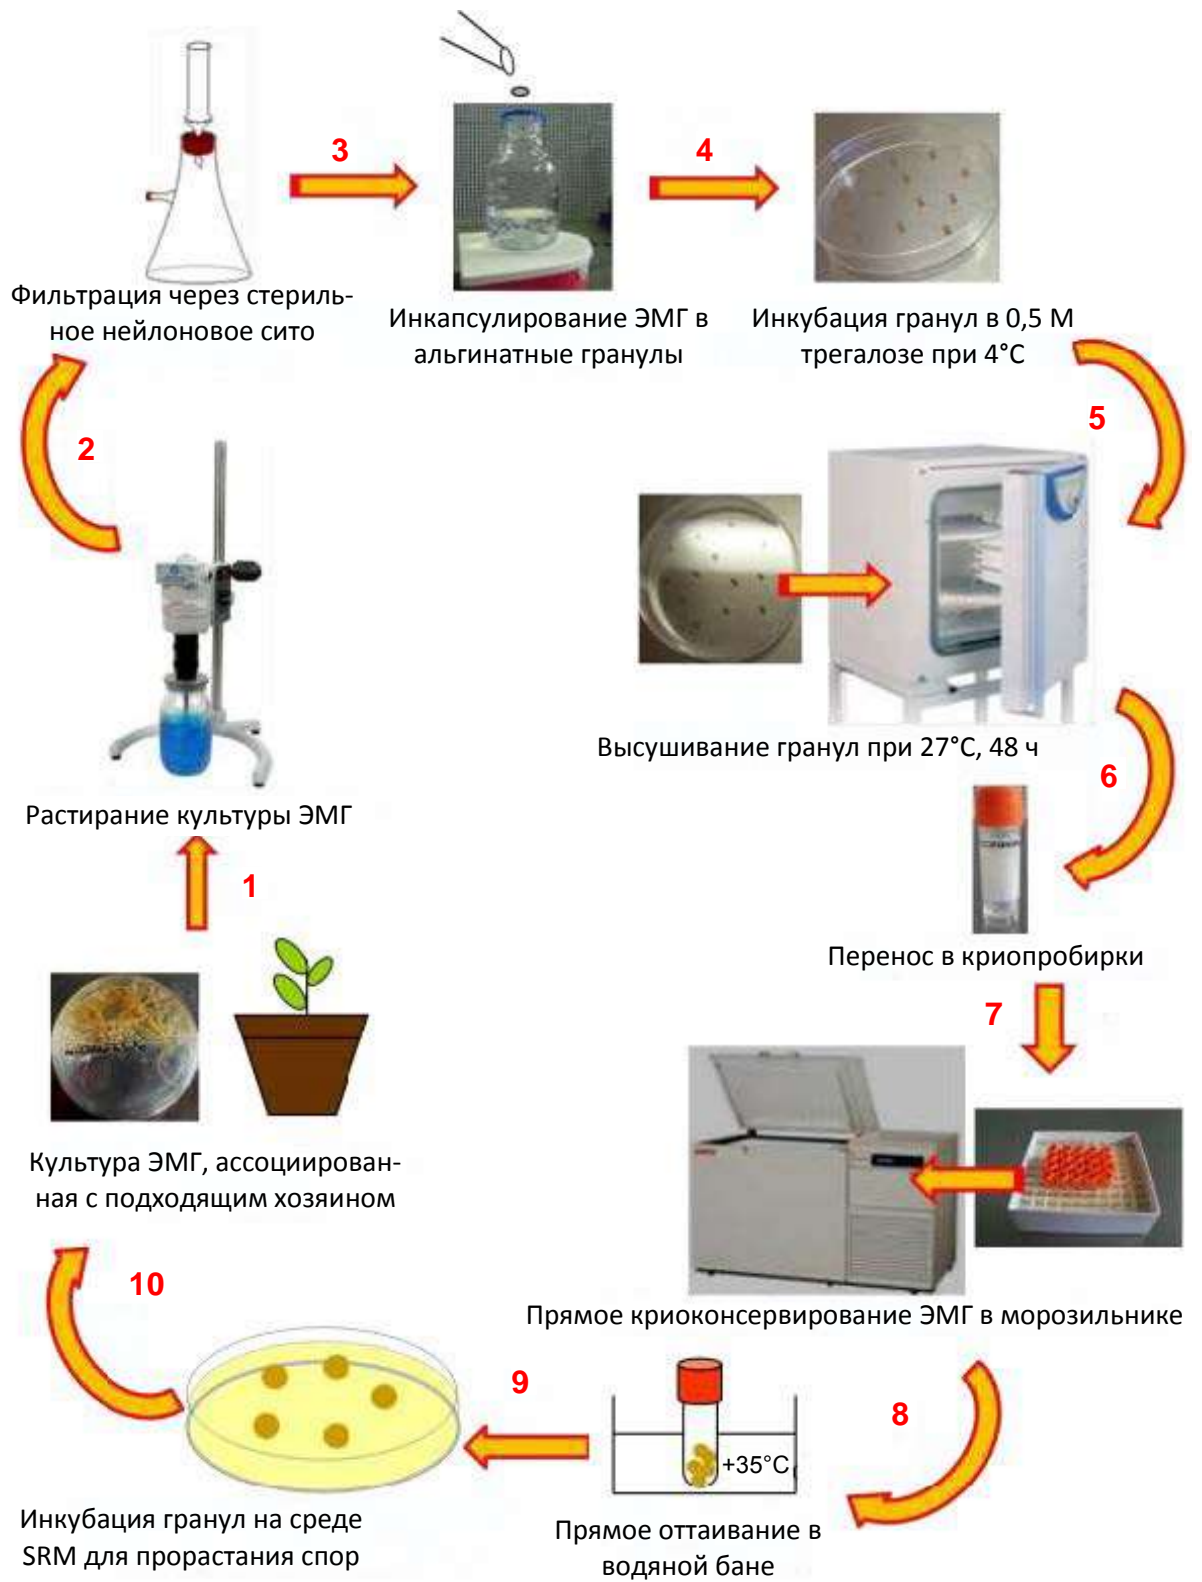 3
4
Фильтрация через стериль-
ное нейлоновое сито
Инкапсулирование ЭМГ в
альгинатные гранулы
Инкубация гранул в 0,5 М
трегалозе при 4°C
2
5
Высушивание гранул при 27°C, 48 ч
6
Растирание культуры ЭМГ
1
Перенос в криопробирки
7
Культура ЭМГ, ассоциирован-
ная с подходящим хозяином
10
Прямое криоконсервирование ЭМГ в морозильнике
9
8
+35°C
Инкубация гранул на среде
SRM для прорастания спор
Прямое оттаивание в
водяной бане